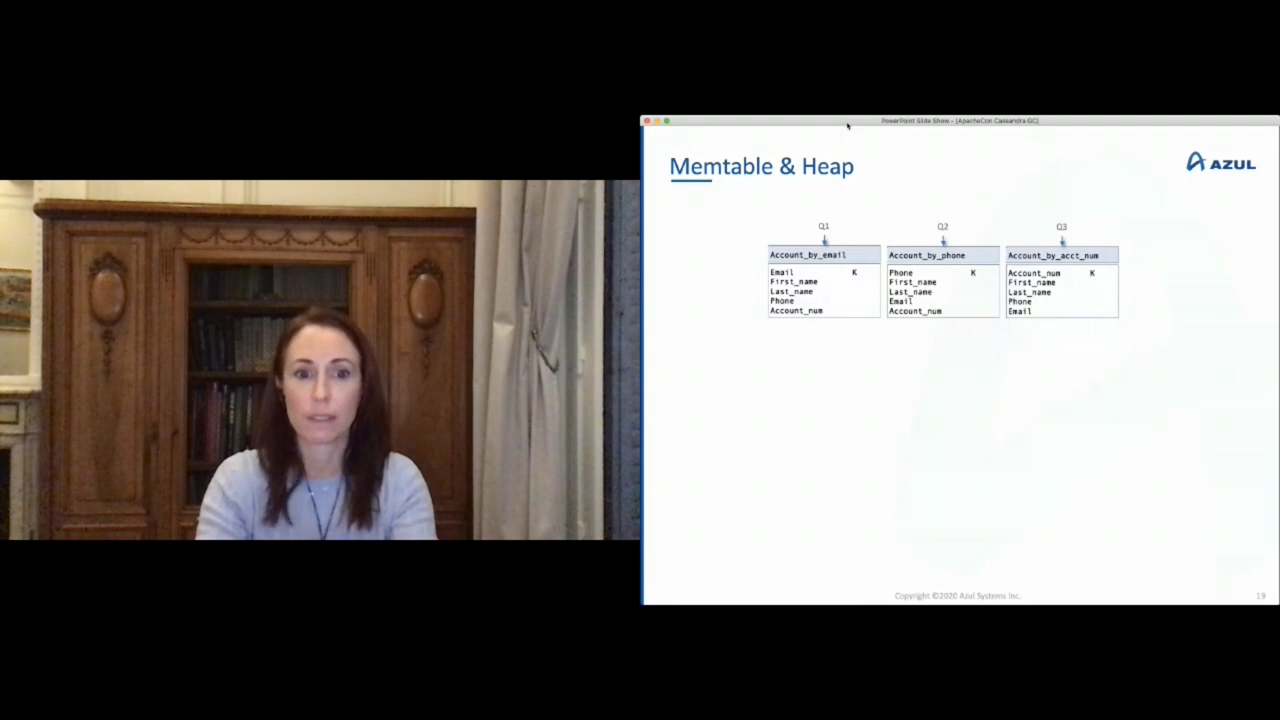 PowerPoint Slide Show - [ApacheCon Cassandra GC]
Memtable & Heap
AZUL
Q1
Q2
Q3
Account_by_email
Email K
First_name
Last_name
Phone
Account_num
Account_by_phone
Phone K
First_name
Last_name
Email
Account_num
Account_by_acct_num
Account_num K
First_name
Last_name
Phone
Email
Copyright ©2020 Azul Systems Inc.
19